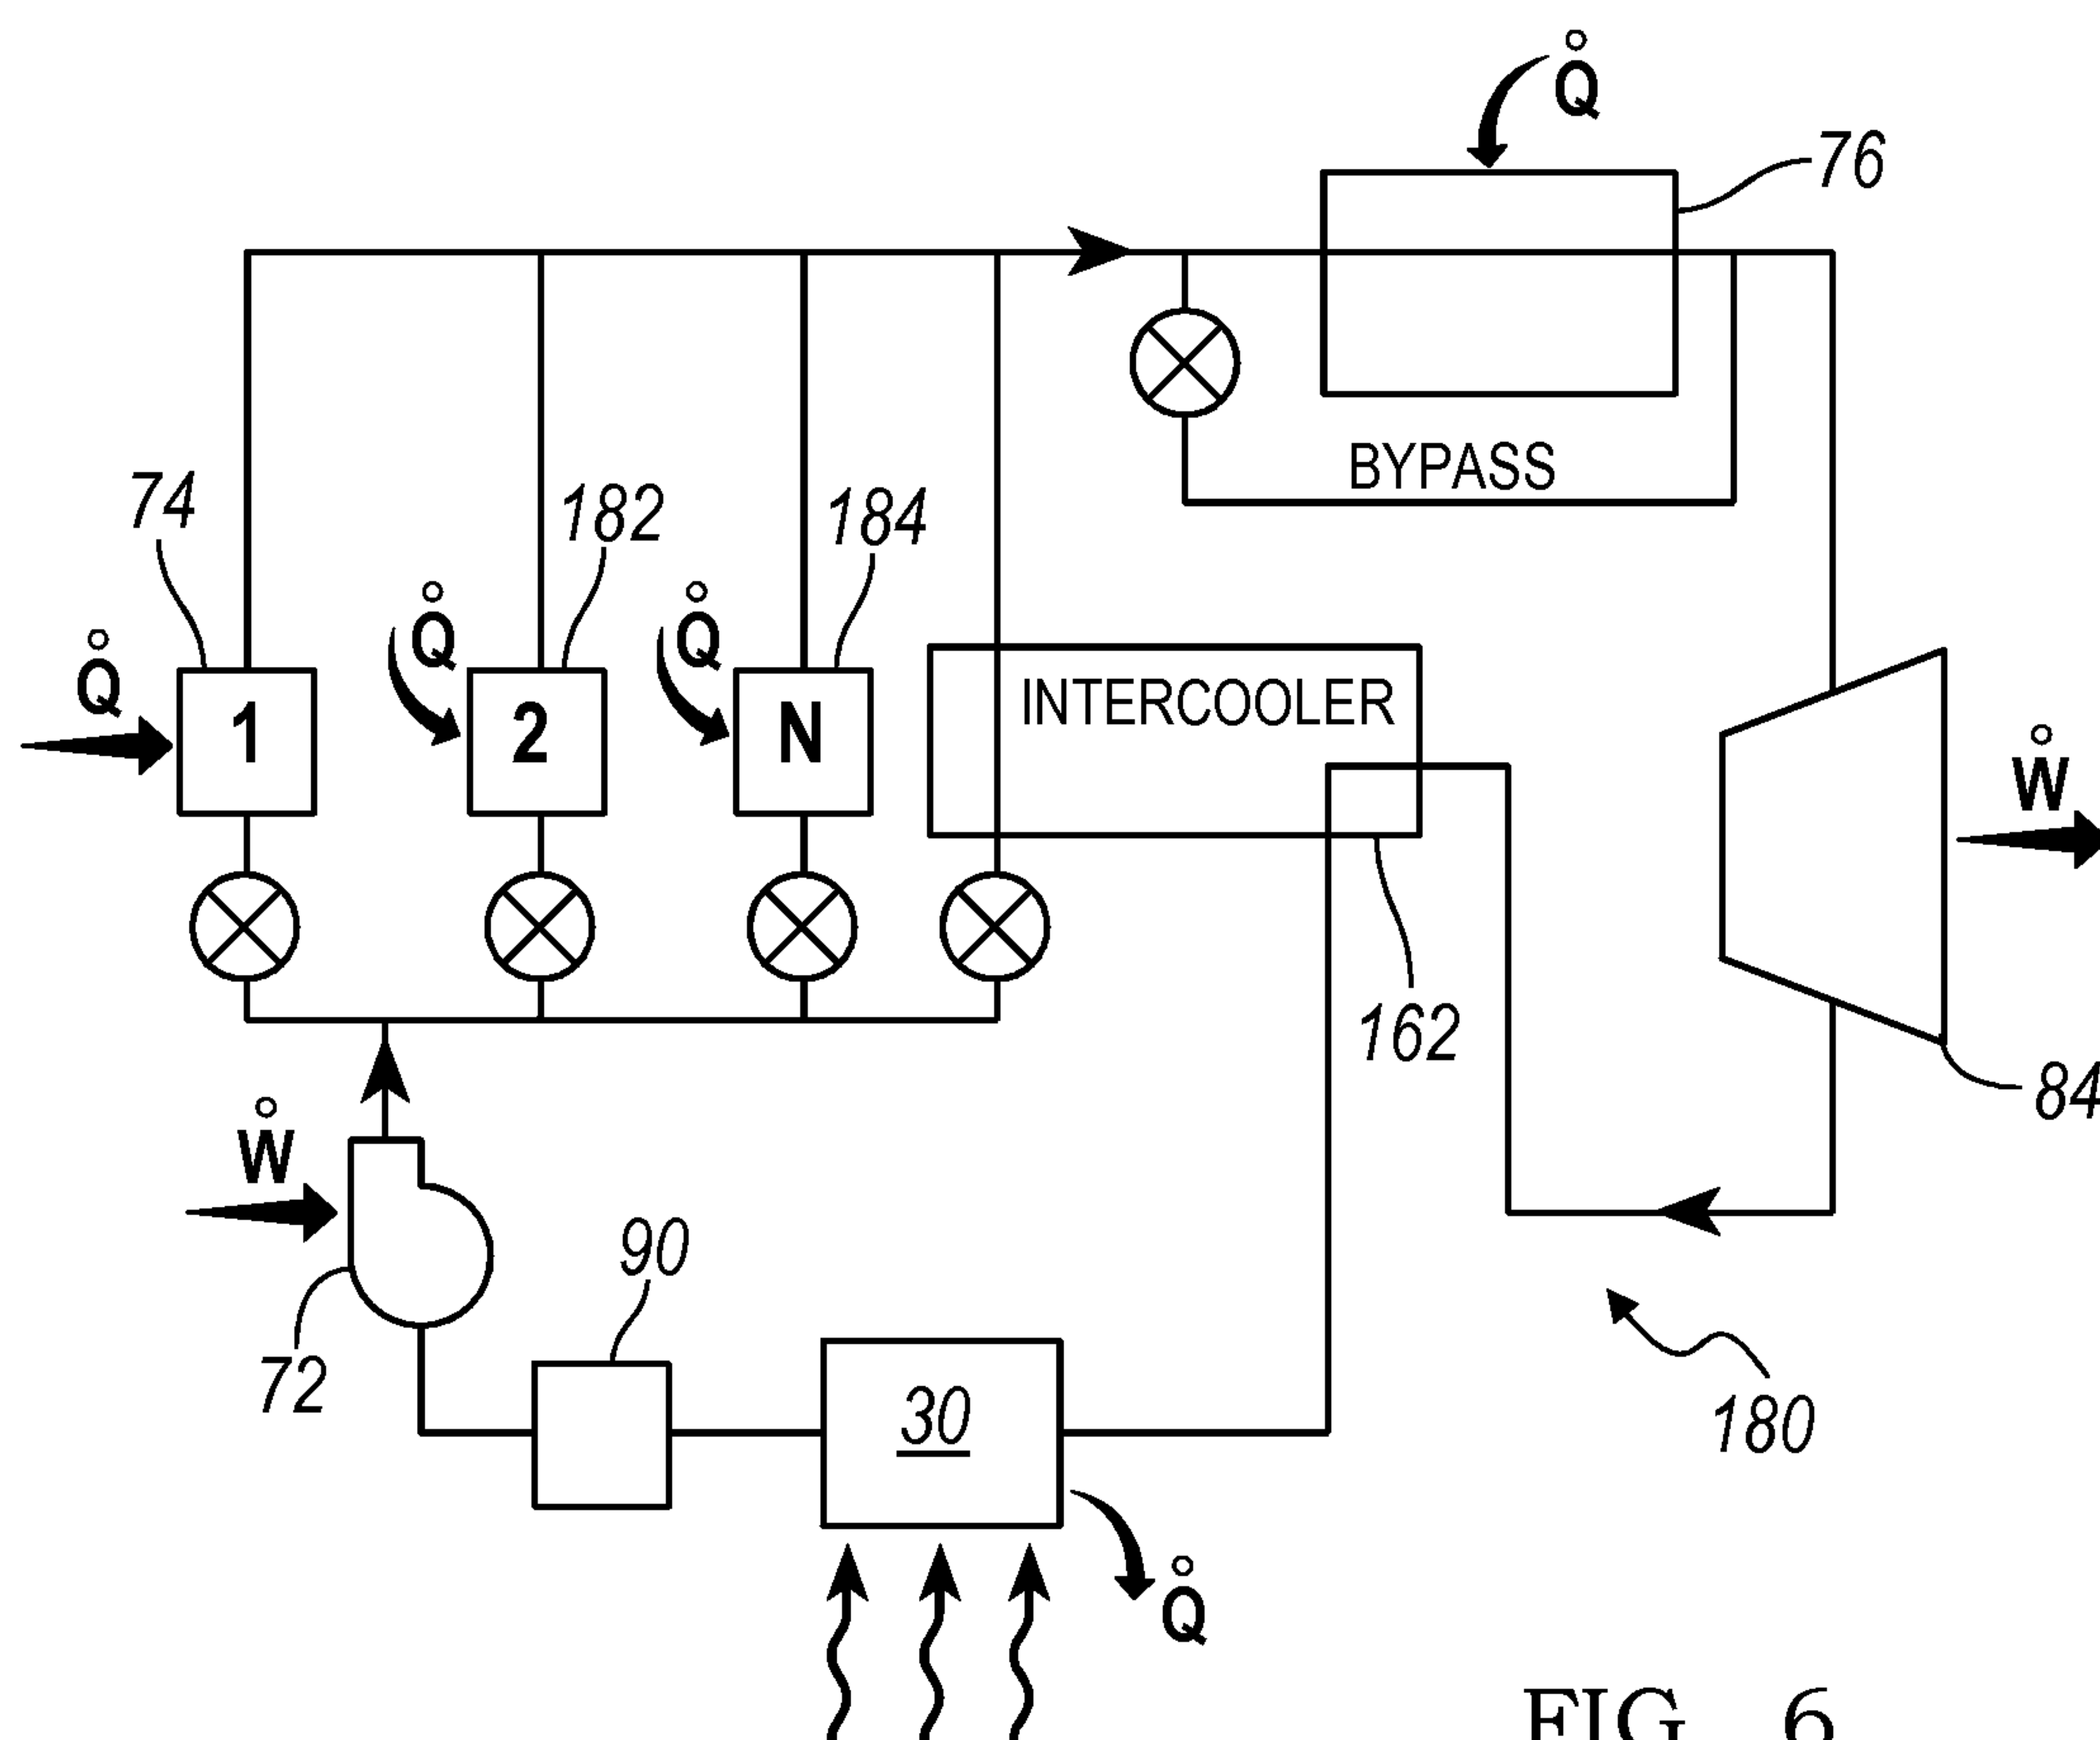 Q̊
76
BYPASS
74
182
184
Q̊
Q̊
Q̊
1
2
N
INTERCOOLER
W̊
162
84
W̊
90
72
30
180
Q̊
FIG. 6